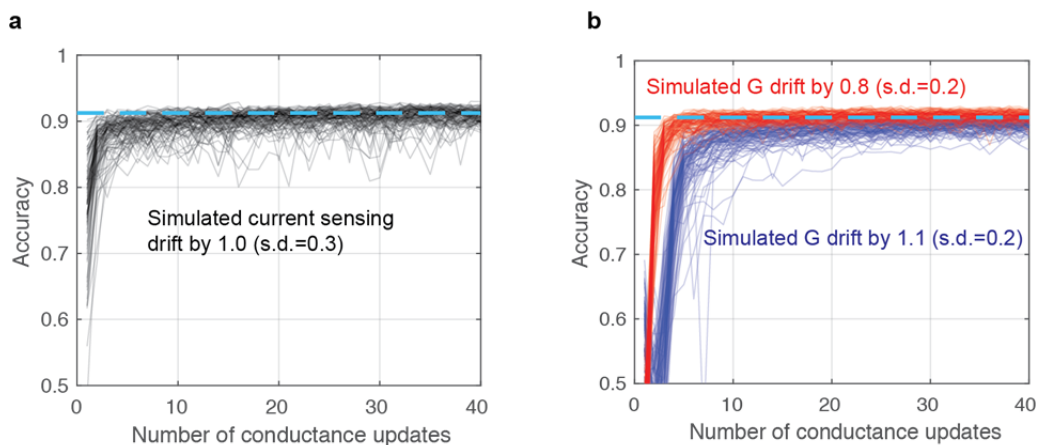 a
1
0.9
0.8
0.7
0.6
0.5
Accuracy
Simulated current sensing
drift by 1.0 (s.d.=0.3)
0 10 20 30 40
Number of conductance updates
b
1
0.9
0.8
0.7
0.6
0.5
Accuracy
Simulated G drift by 0.8 (s.d.=0.2)
Simulated G drift by 1.1 (s.d.=0.2)
0 10 20 30 40
Number of conductance updates